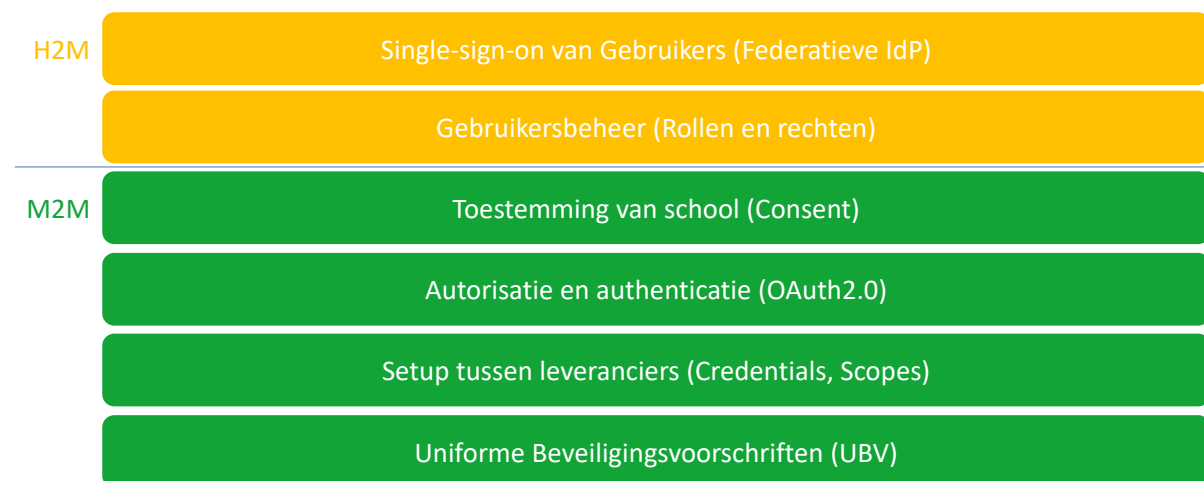 H2M
Single-sign-on van Gebruikers (Federatieve IdP)
Gebruikersbeheer (Rollen en rechten)
M2M
Toestemming van school (Consent)
Autorisatie en authenticatie (OAuth2.0)
Setup tussen leveranciers (Credentials, Scopes)
Uniforme Beveiligingsvoorschriften (UBV)